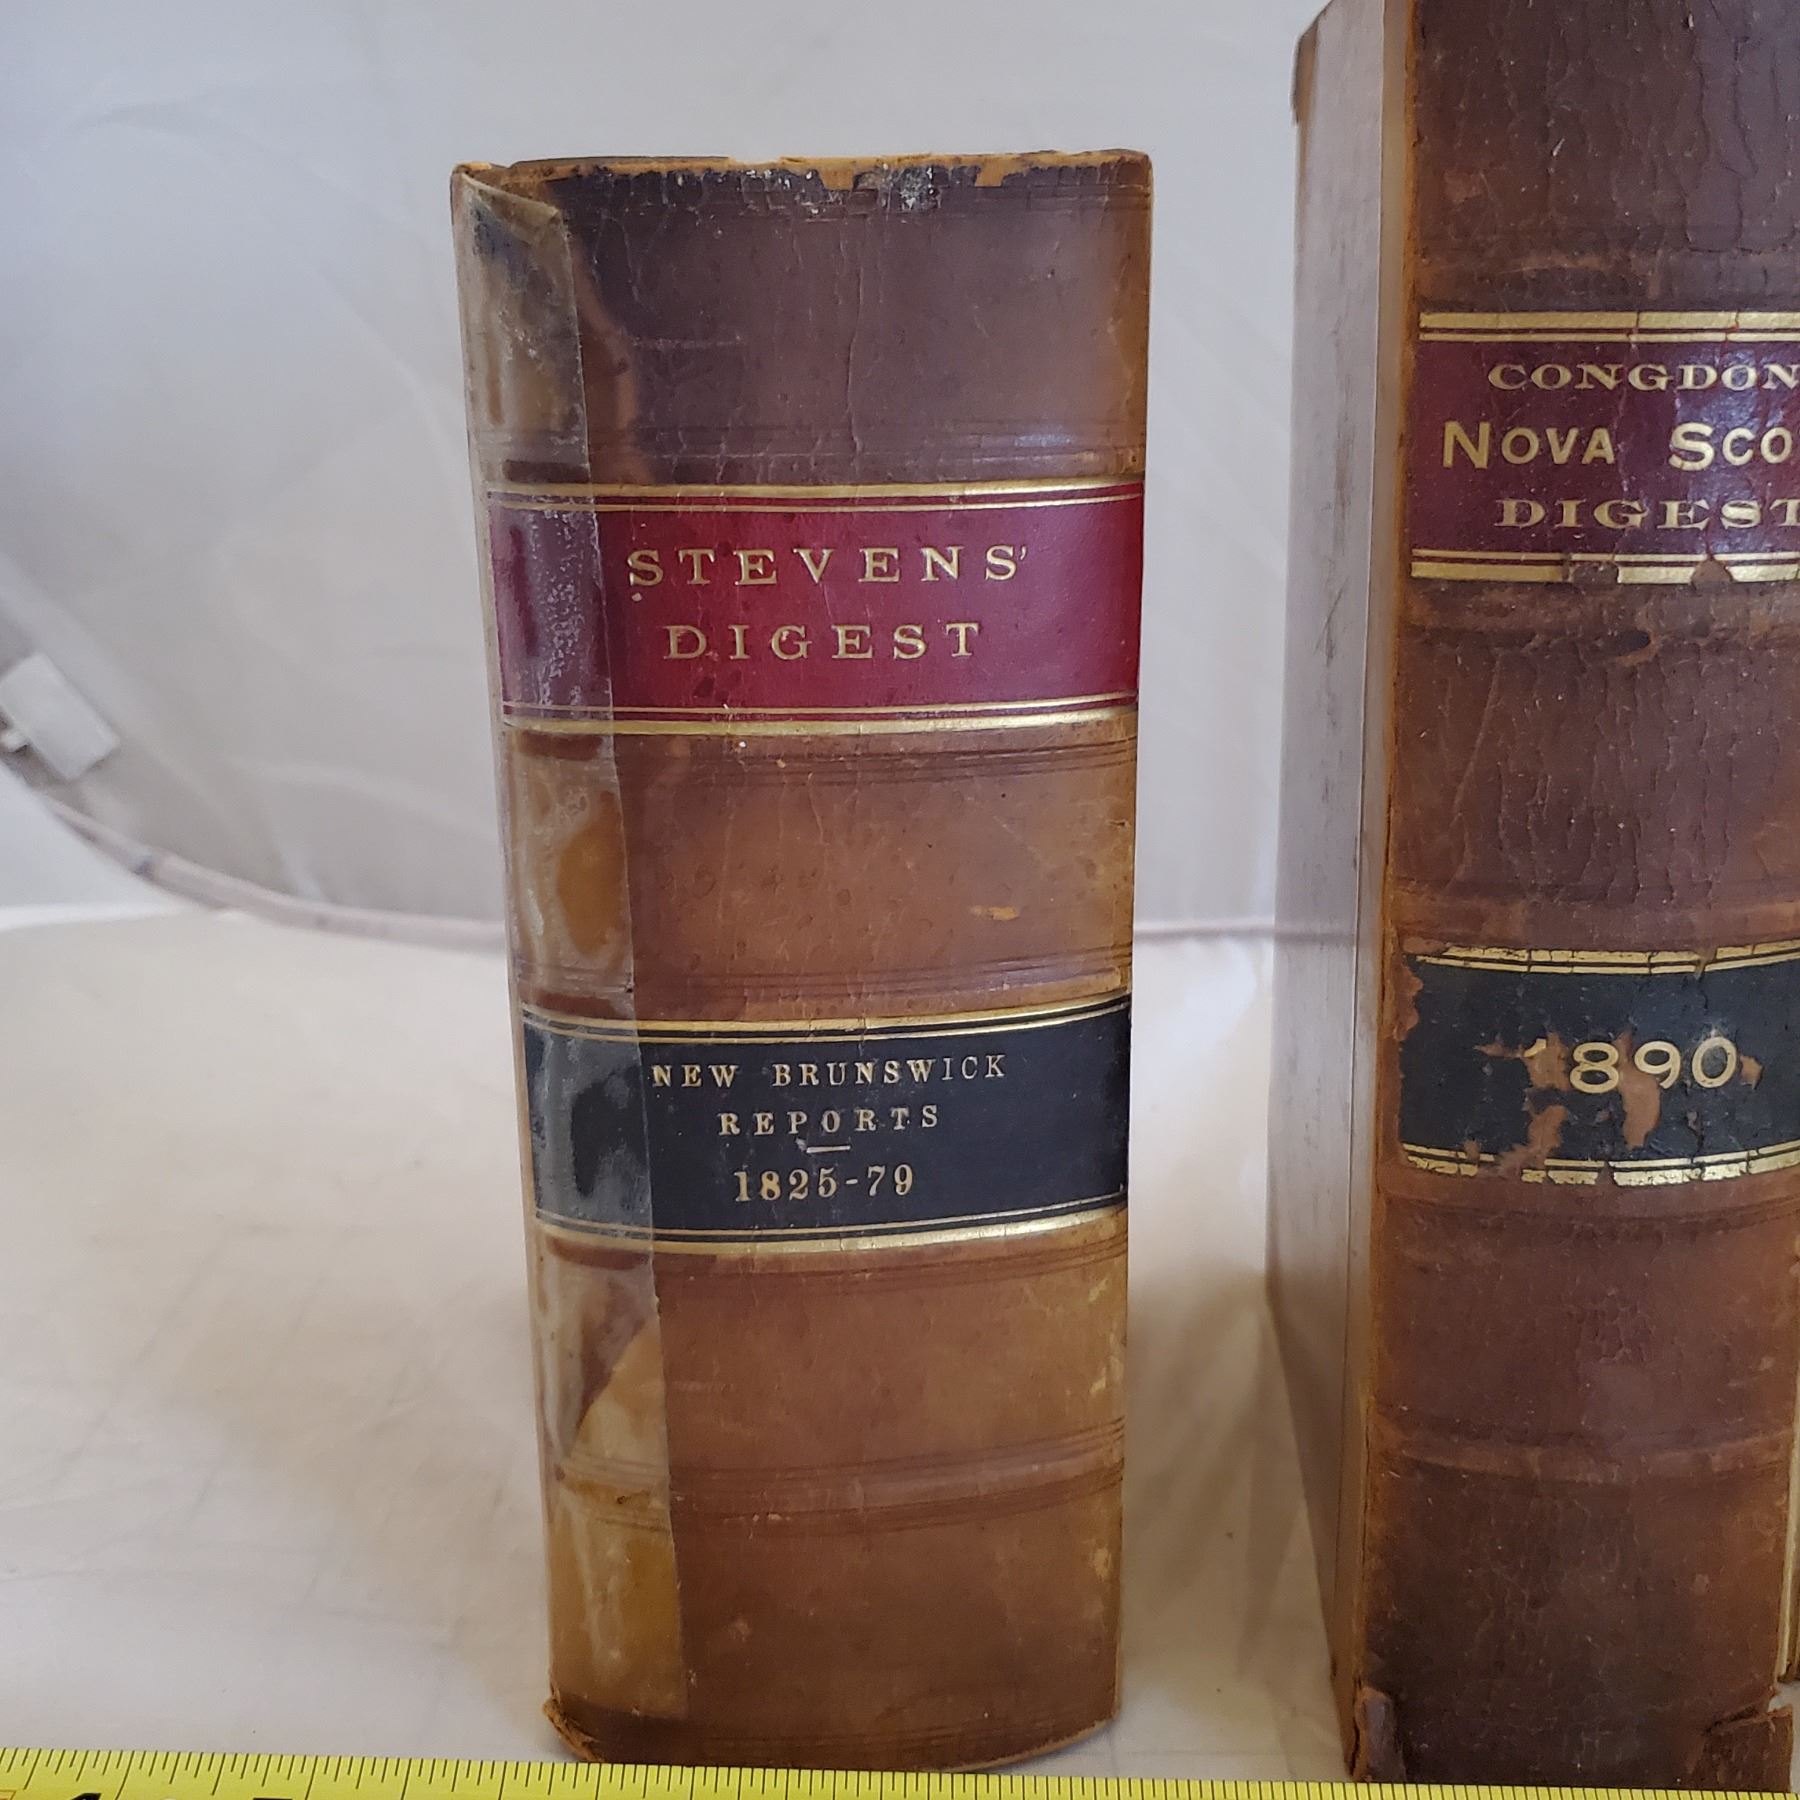 STEVENS'
DIGEST
NEW BRUNSWICK
REPORTS
1825-79
CONGDON
NOVA SCO
DIGEST
1890